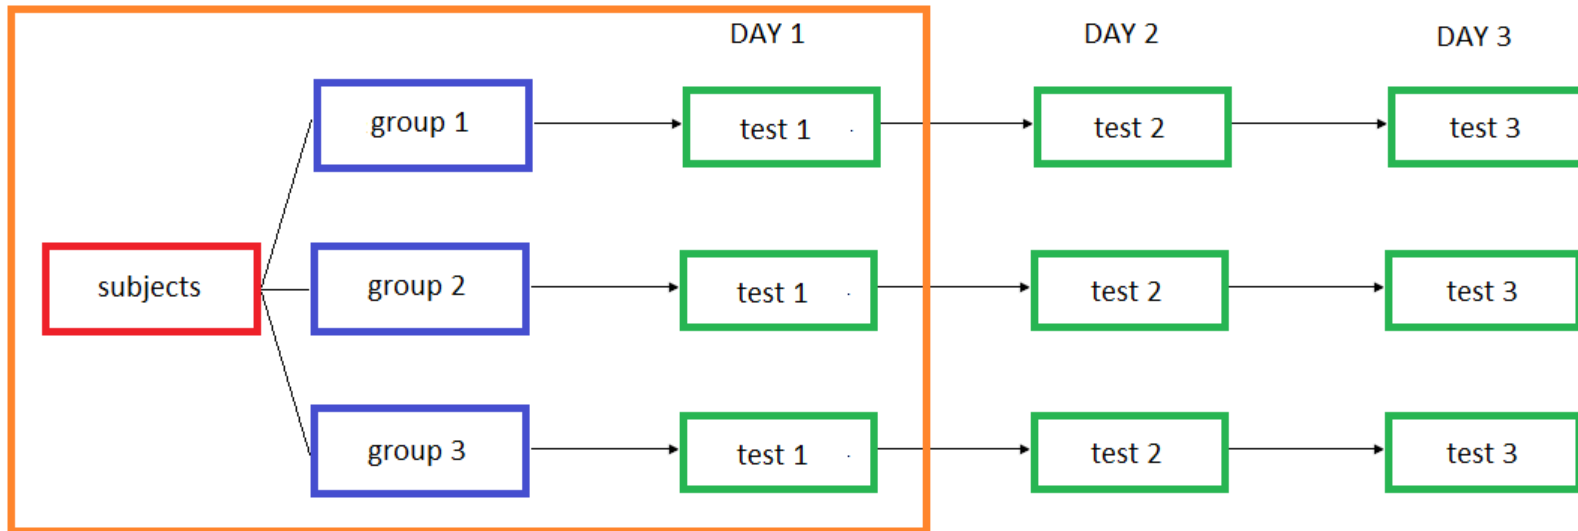 DAY 1 DAY 2 DAY 3
group 1 test 1 test 2 test 3
subjects group 2 test 1 test 2 test 3
group 3 test 1 test 2 test 3